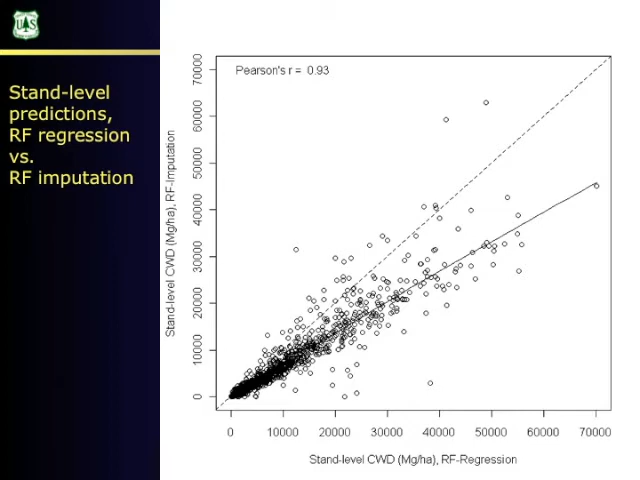 U S
Stand-level
predictions,
RF regression
vs.
RF imputation
Pearson's r = 0.93
Stand-level CWD (Mg/ha), RF-Imputation
70000
60000
50000
40000
30000
20000
10000
0
0 10000 20000 30000 40000 50000 60000 70000
Stand-level CWD (Mg/ha), RF-Regression